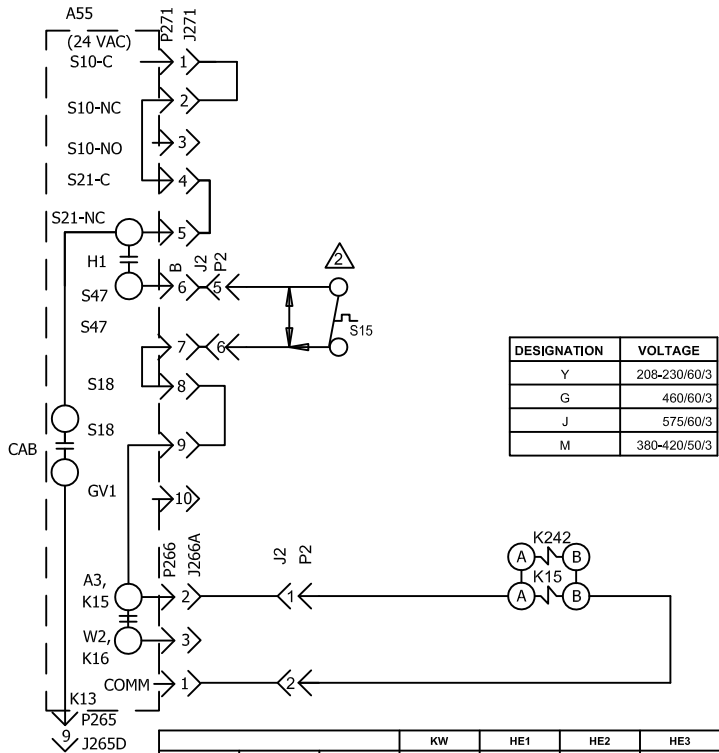 A55
P271
J271
(24 VAC)
S10-C
1
S10-NC
2
S10-NO
3
S21-C
4
S21-NC
5
H1
B
J2
P2
2
S47
6
5
S15
S47
7
6
S18
8
S18
9
CAB
GV1
10
DESIGNATION VOLTAGE
Y 208-230/60/3
G 460/60/3
J 575/60/3
M 380-420/50/3
P266
J266A
J2
P2
K242
A B
K15
A B
A3,
K15
2
1
W2,
K16
3
COMM
1
2
K13
P265
9
J265D
KW HE1 HE2 HE3